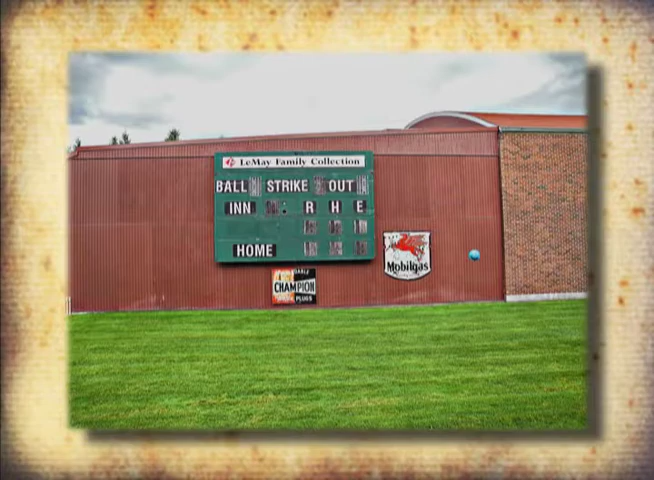 LeMay Family Collection
BALL STRIKE OUT
INN : R H E
HOME
Mobilgas
CHAMPION
PLUGS